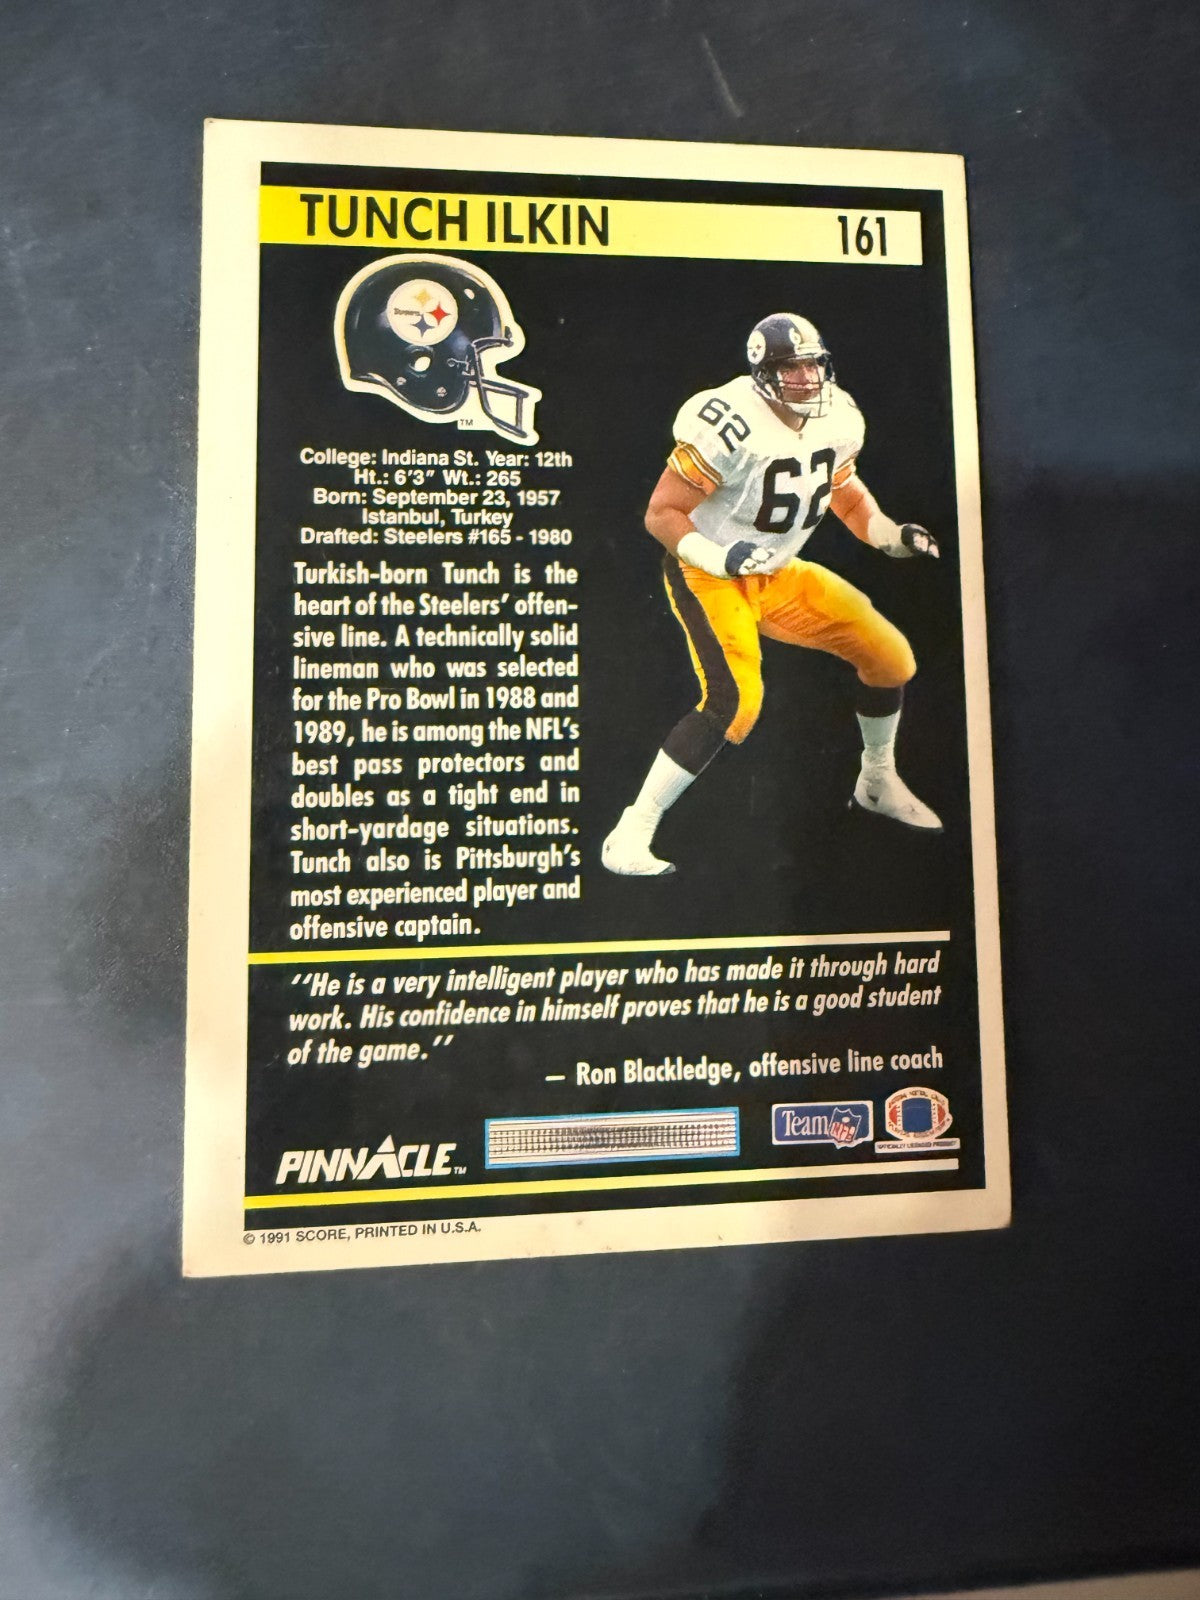 TUNCH ILKIN
161
TM
College: Indiana St. Year: 12th
Ht.: 6'3" Wt.: 265
Born: September 23, 1957
Istanbul, Turkey
Drafted: Steelers #165 - 1980
62
62
Turkish-born Tunch is the
heart of the Steelers' offen-
sive line. A technically solid
lineman who was selected
for the Pro Bowl in 1988 and
1989, he is among the NFL's
best pass protectors and
doubles as a tight end in
short-yardage situations.
Tunch also is Pittsburgh's
most experienced player and
offensive captain.
''He is a very intelligent player who has made it through hard
work. His confidence in himself proves that he is a good student
of the game.''
— Ron Blackledge, offensive line coach
PINNACLE TM
Team NFL
OFFICIALLY LICENSED PRODUCT
© 1991 SCORE, PRINTED IN U.S.A.